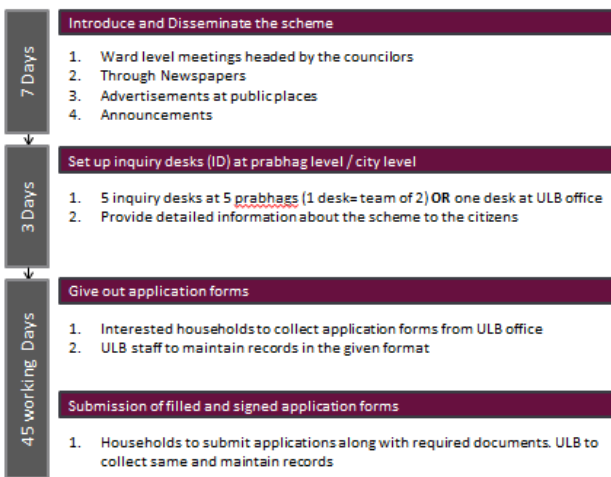 7 Days
Introduce and Disseminate the scheme
1. Ward level meetings headed by the councilors
2. Through Newspapers
3. Advertisements at public places
4. Announcements
3 Days
Set up inquiry desks (ID) at prabhag level / city level
1. 5 inquiry desks at 5 prabhags (1 desk= team of 2) OR one desk at ULB office
2. Provide detailed information about the scheme to the citizens
45 working Days
Give out application forms
1. Interested households to collect application forms from ULB office
2. ULB staff to maintain records in the given format
Submission of filled and signed application forms
1. Households to submit applications along with required documents. ULB to
collect same and maintain records